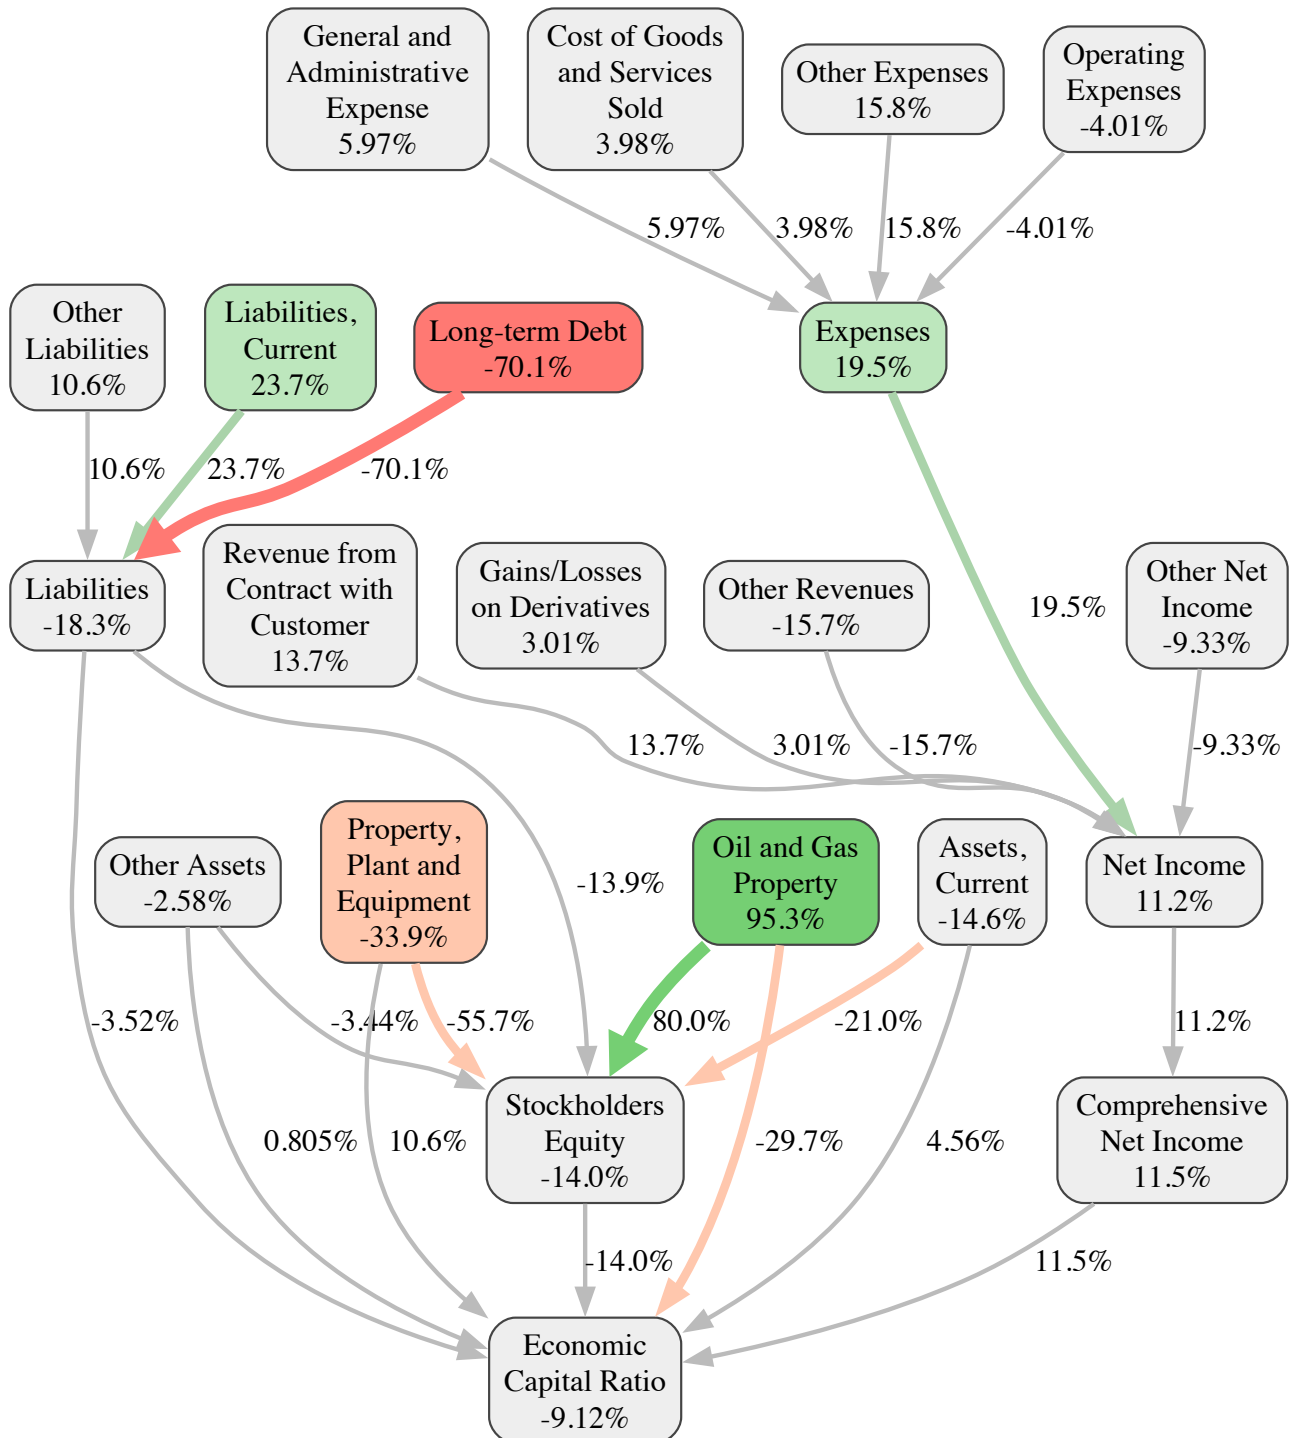 General and
Administrative
Expense
5.97%
Cost of Goods
and Services
Sold
3.98%
Other Expenses
15.8%
Operating
Expenses
-4.01%
5.97%
3.98%
15.8%
-4.01%
Other
Liabilities
10.6%
Liabilities,
Current
23.7%
Long-term Debt
-70.1%
Expenses
19.5%
10.6%
23.7%
-70.1%
Liabilities
-18.3%
Revenue from
Contract with
Customer
13.7%
Gains/Losses
on Derivatives
3.01%
Other Revenues
-15.7%
19.5%
Other Net
Income
-9.33%
13.7%
3.01%
-15.7%
-9.33%
Other Assets
-2.58%
Property,
Plant and
Equipment
-33.9%
-13.9%
Oil and Gas
Property
95.3%
Assets,
Current
-14.6%
Net Income
11.2%
-3.52%
-3.44%
-55.7%
80.0%
-21.0%
11.2%
Stockholders
Equity
-14.0%
Comprehensive
Net Income
11.5%
0.805%
10.6%
-29.7%
4.56%
-14.0%
11.5%
Economic
Capital Ratio
-9.12%